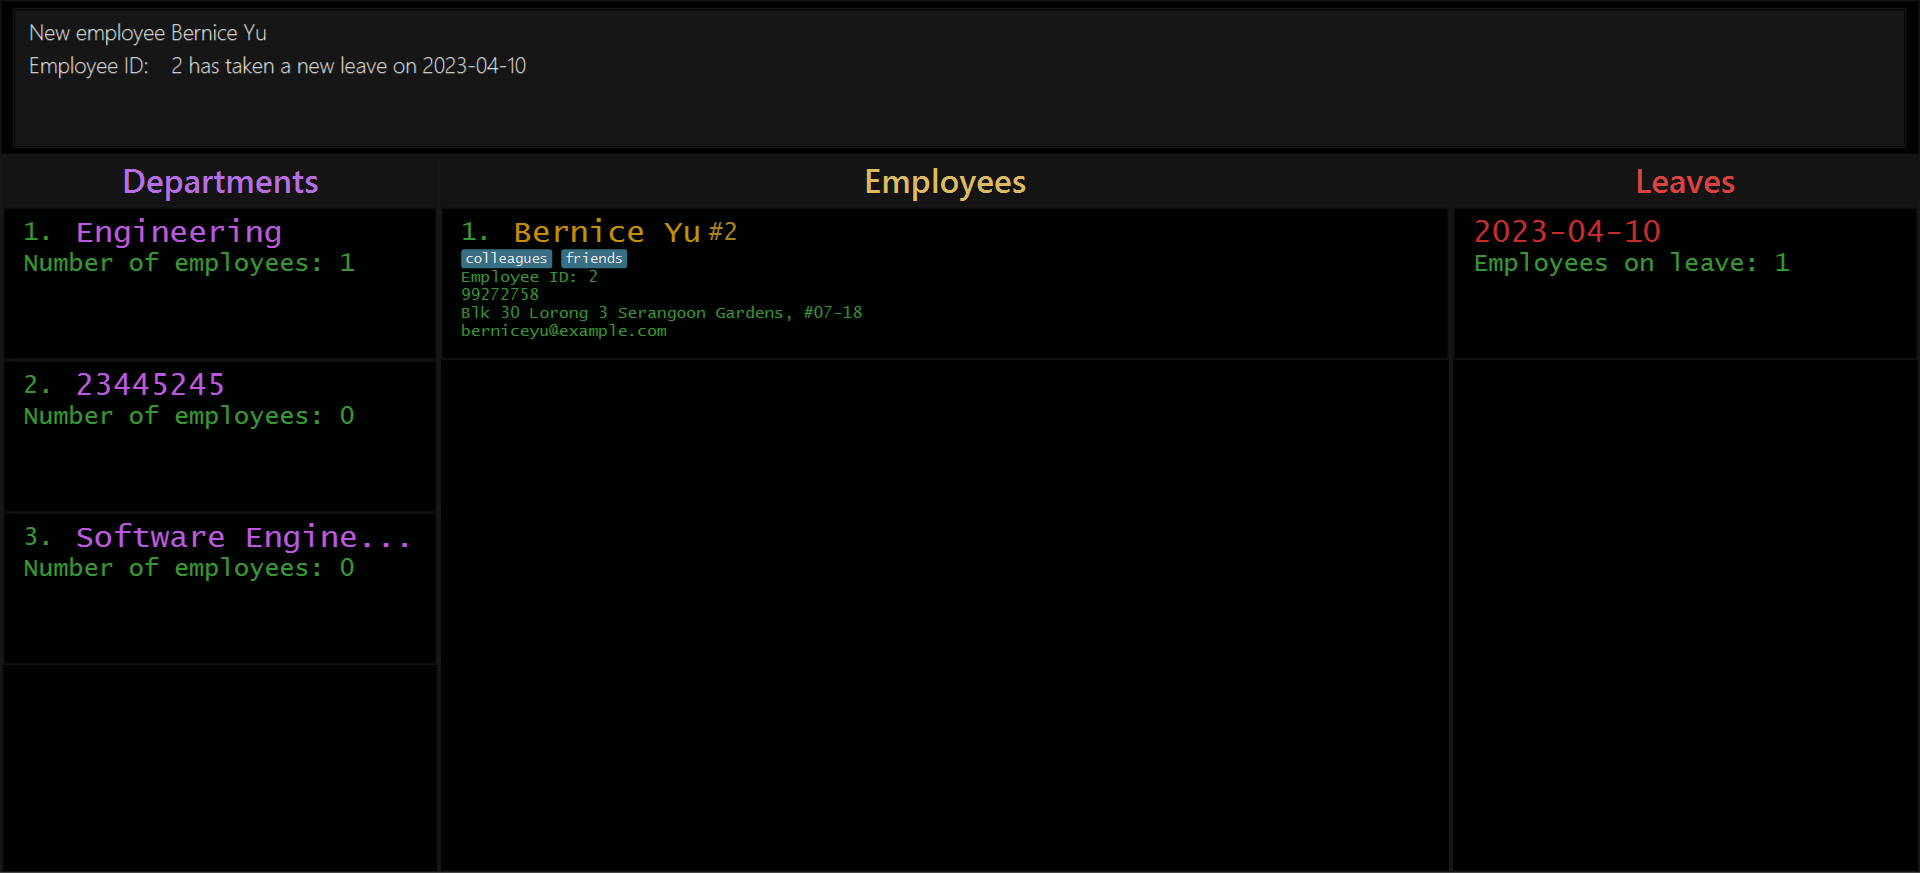 New employee Bernice Yu
Employee ID: 2 has taken a new leave on 2023-04-10
Departments
1. Engineering
Number of employees: 1
2. 23445245
Number of employees: 0
3. Software Engine...
Number of employees: 0
Employees
1. Bernice Yu #2
colleagues friends
Employee ID: 2
99272758
Blk 30 Lorong 3 Serangoon Gardens, #07-18
berniceyu@example.com
Leaves
2023-04-10
Employees on leave: 1